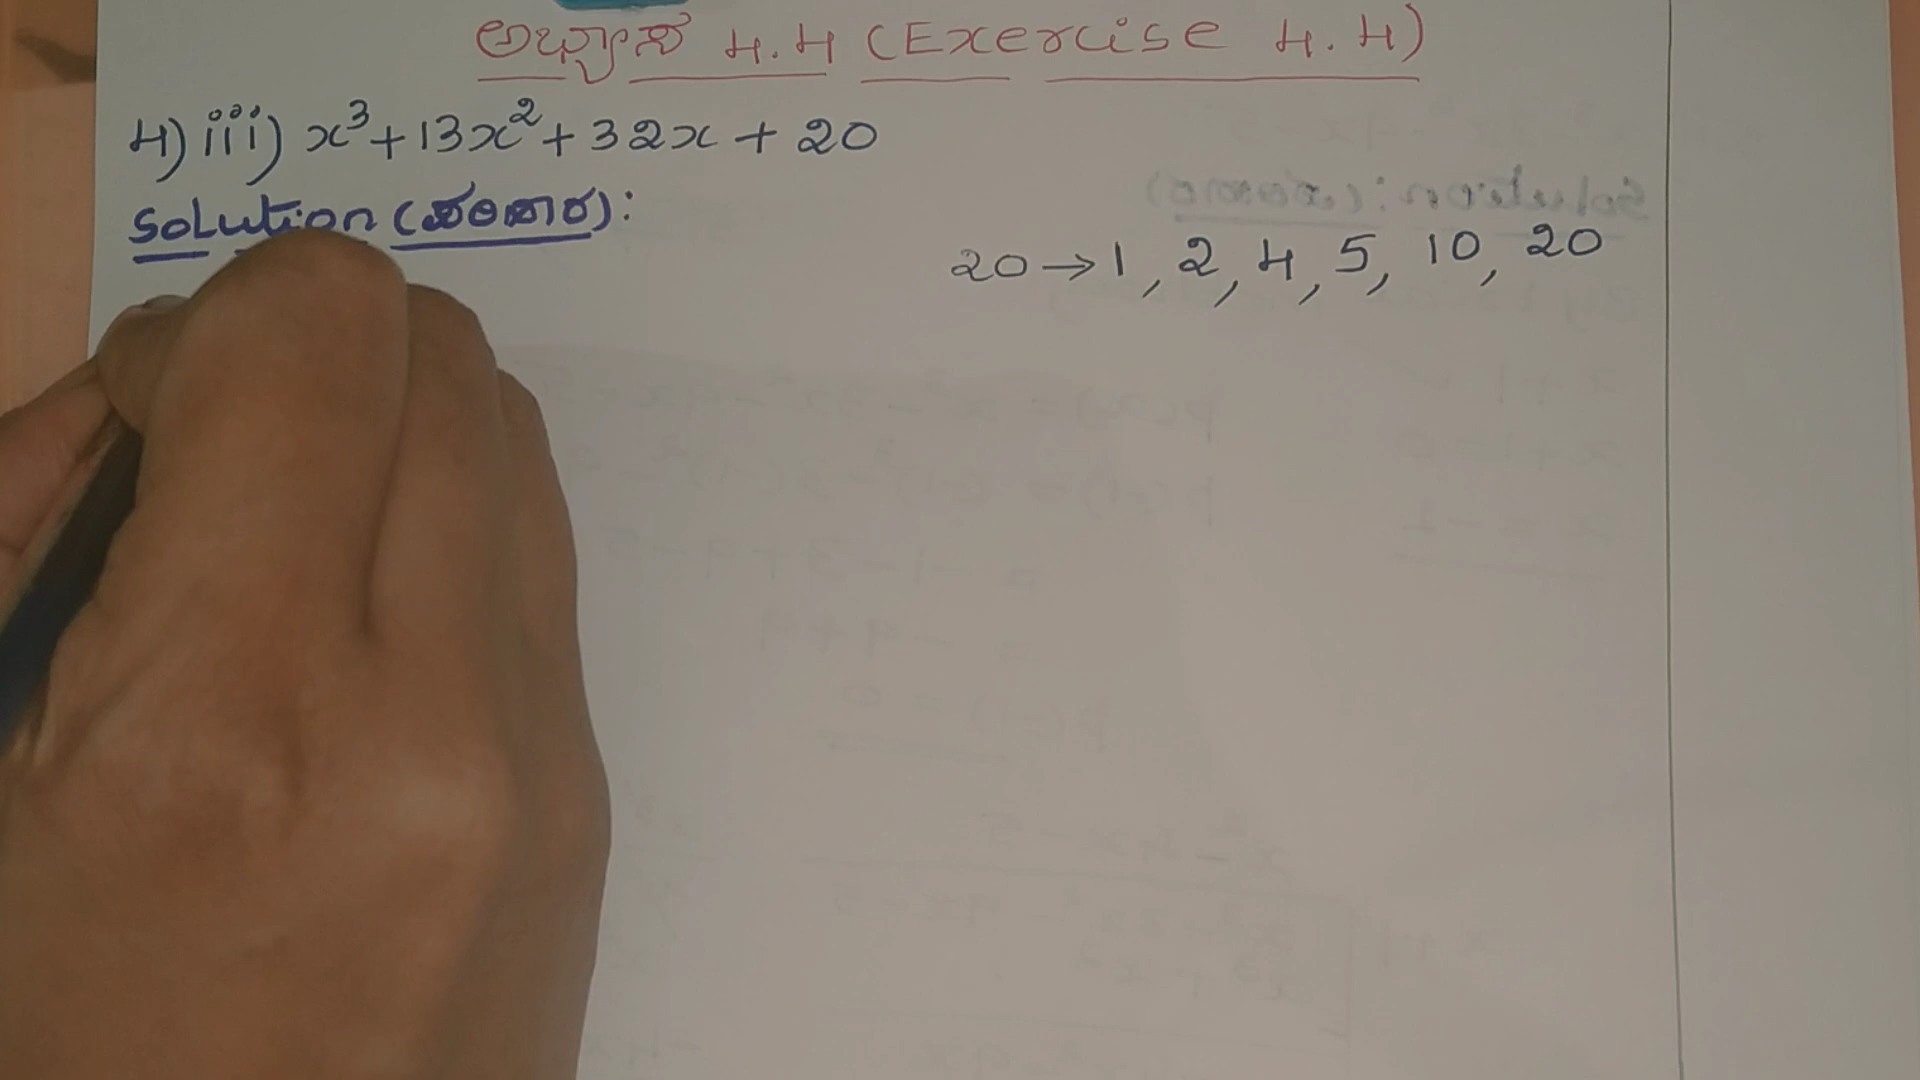 ಅಭ್ಯಾಸ 4.4 (Exercise 4.4)
4) iii) x³ + 13x² + 32x + 20
Solution (ಪರಿಹಾರ):
20 → 1, 2, 4, 5, 10, 20